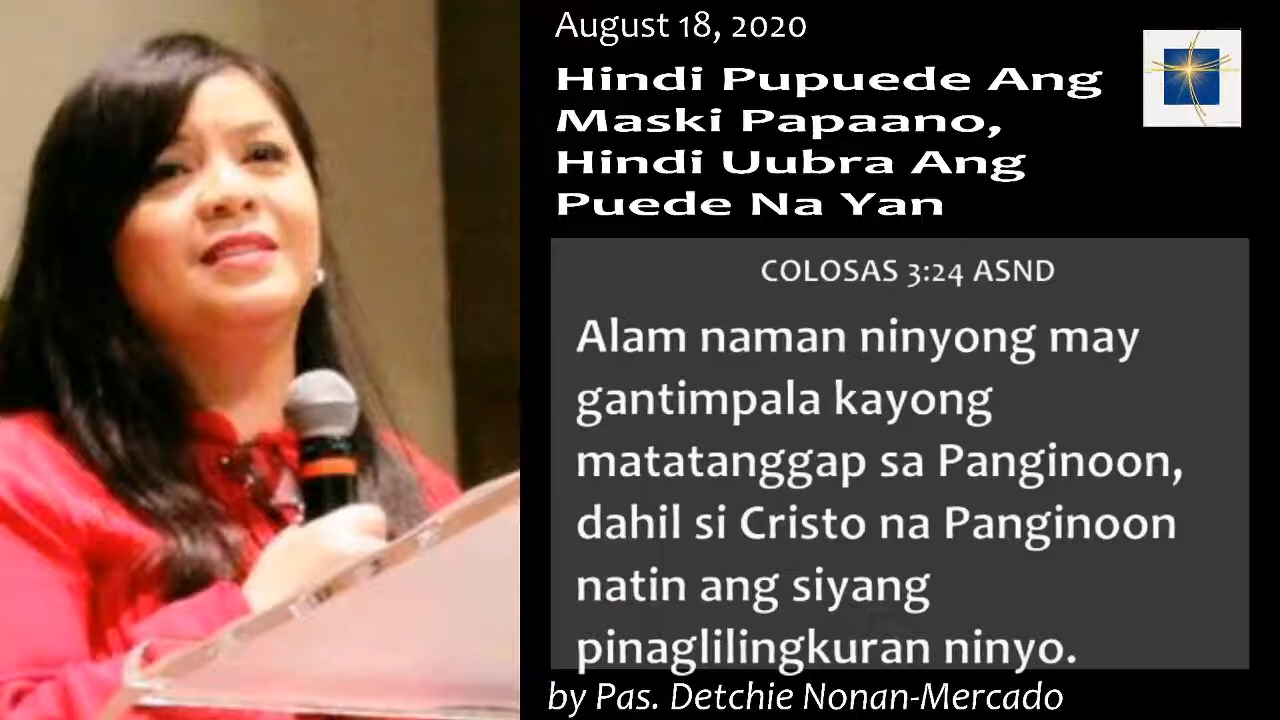 August 18, 2020
Hindi Pupuede Ang
Maski Papaano,
Hindi Uubra Ang
Puede Na Yan
COLOSAS 3:24 ASND
Alam naman ninyong may
gantimpala kayong
matatanggap sa Panginoon,
dahil si Cristo na Panginoon
natin ang siyang
pinaglilingkuran ninyo.
by Pas. Detchie Nonan-Mercado